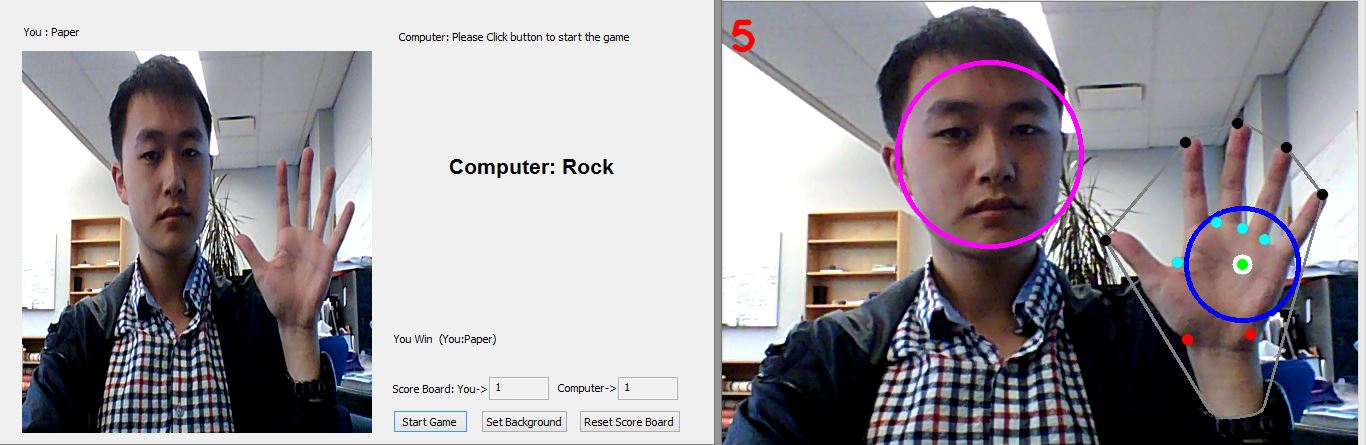 You : Paper
Computer: Please Click button to start the game
Computer: Rock
You Win (You:Paper)
Score Board: You-> 1 Computer-> 1
Start Game Set Background Reset Score Board
5